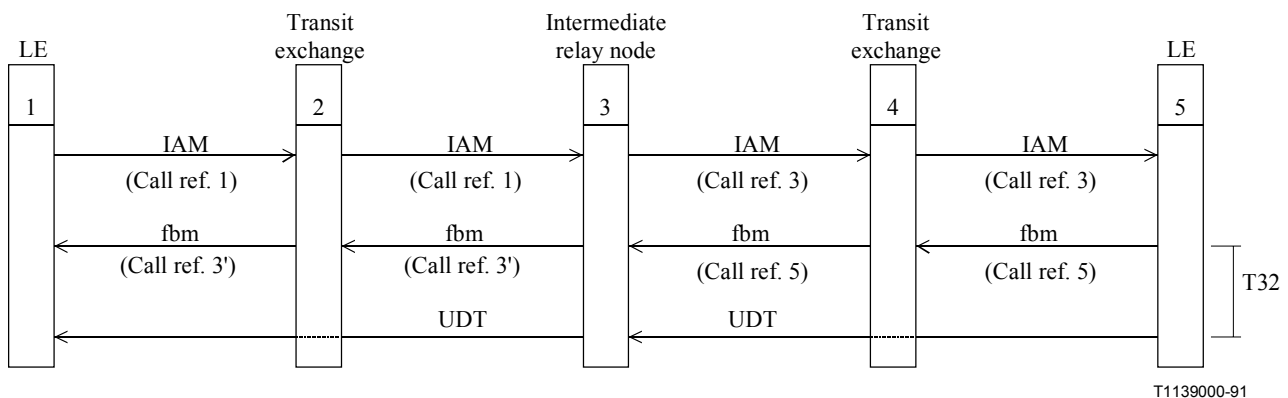 LE
Transit
exchange
Intermediate
relay node
Transit
exchange
LE
1
2
3
4
5
IAM
IAM
IAM
IAM
(Call ref. 1)
(Call ref. 1)
(Call ref. 3)
(Call ref. 3)
fbm
fbm
fbm
fbm
(Call ref. 3')
(Call ref. 3')
(Call ref. 5)
(Call ref. 5)
T32
UDT
UDT
T1139000-91